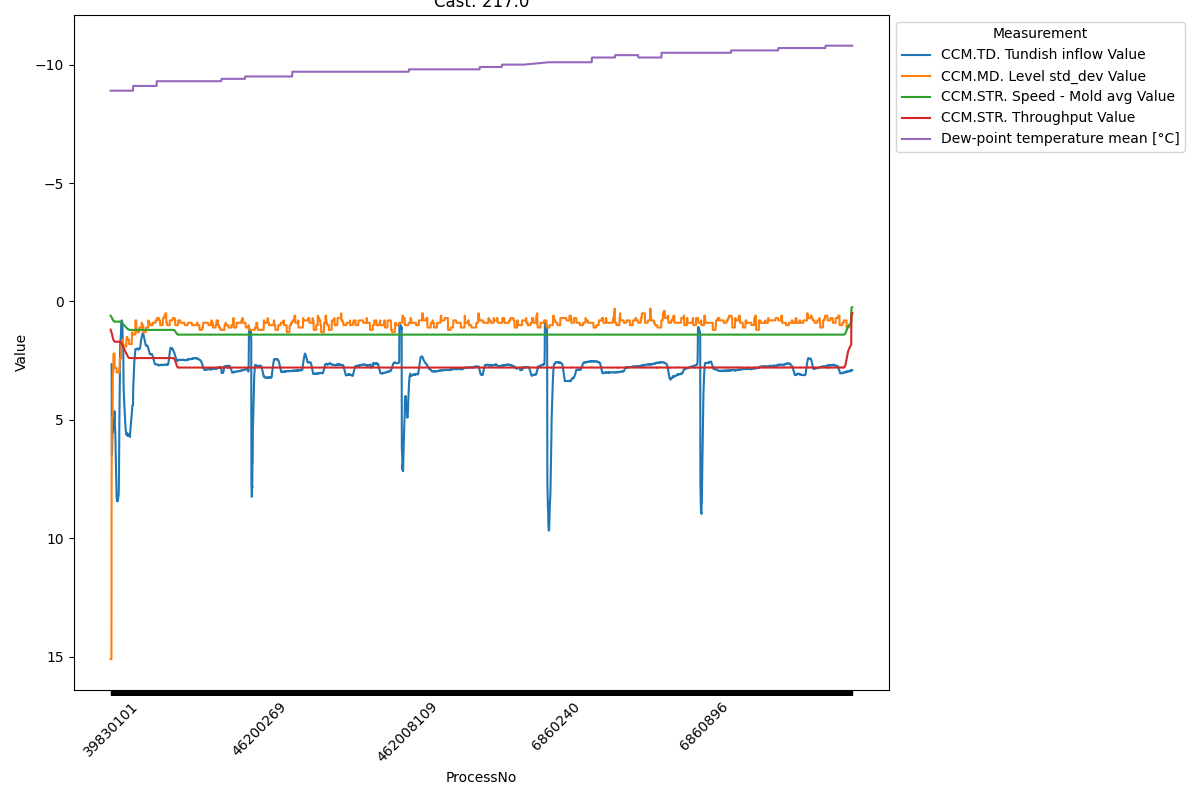 Cast: 217.0
Measurement
CCM.TD. Tundish inflow Value
CCM.MD. Level std_dev Value
CCM.STR. Speed - Mold avg Value
CCM.STR. Throughput Value
Dew-point temperature mean [°C]
−10
−5
0
5
10
15
Value
39830101
46200269
462008109
6860240
6860896
ProcessNo